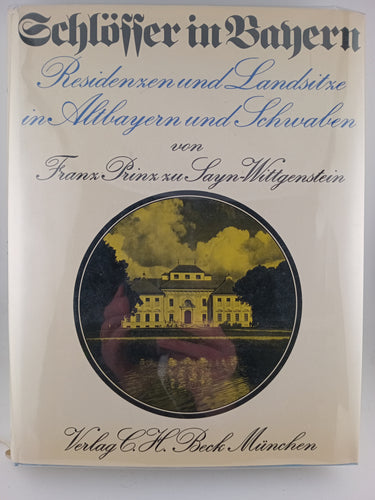 Schlösser in Bayern
Residenzen und Landsitze
in Altbayern und Schwaben
von
Franz Prinz zu Sayn-Wittgenstein
Verlag C. H. Beck München